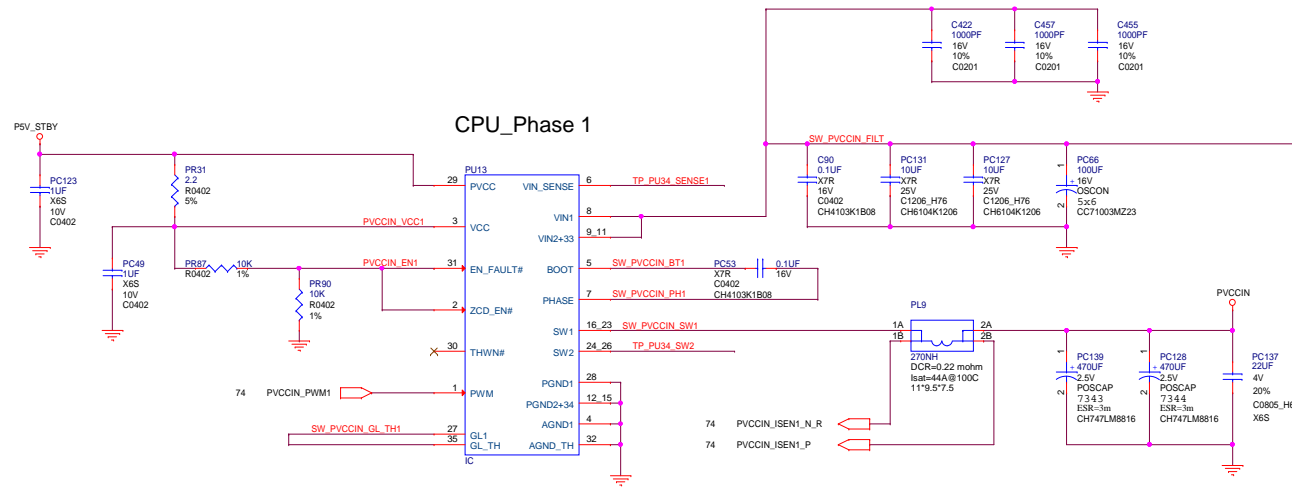 C422
1000PF
16V
10%
C0201
C457
1000PF
16V
10%
C0201
C455
1000PF
16V
10%
C0201
CPU_Phase 1
P5V_STBY
PC123
1UF
X6S
10V
C0402
PR31
2.2
R0402
5%
SW_PVCCIN_FILT
C90
0.1UF
X7R
16V
C0402
CH4103K1B08
PC131
10UF
X7R
25V
C1206_H76
CH6104K1206
PC127
10UF
X7R
25V
C1206_H76
CH6104K1206
1
2
+
PC66
100UF
16V
OSCON
5x6
CC71003MZ23
PU13
29 PVCC
VIN_SENSE 6 TP_PU34_SENSE1
VIN1 8
PVCCIN_VCC1 3 VCC
VIN2+33 9_11
PC49
1UF
X6S
10V
C0402
PR87
R0402
10K
1%
PVCCIN_EN1 31 EN_FAULT#
BOOT 5 SW_PVCCIN_BT1
PC53
X7R
C0402
CH4103K1B08
0.1UF
16V
PR90
10K
R0402
1%
PHASE 7 SW_PVCCIN_PH1
2 ZCD_EN#
SW1 16_23 SW_PVCCIN_SW1
30 THWN#
SW2 24_26 TP_PU34_SW2
PL9
1A
2A
1B
2B
270NH
DCR=0.22 mohm
Isat=44A@100C
11*9.5*7.5
PVCCIN
1
2
+
PC139
470UF
2.5V
POSCAP
7343
ESR=3m
CH747LM8816
1
2
+
PC128
470UF
2.5V
POSCAP
7344
ESR=3m
CH747LM8816
PC137
22UF
4V
20%
C0805_H6
X6S
PGND1 28
74 PVCCIN_PWM1 1 PWM
PGND2+34 12_15
AGND1 4
SW_PVCCIN_GL_TH1 27 GL1
35 GL_TH
AGND_TH 32
IC
74 PVCCIN_ISEN1_N_R
74 PVCCIN_ISEN1_P